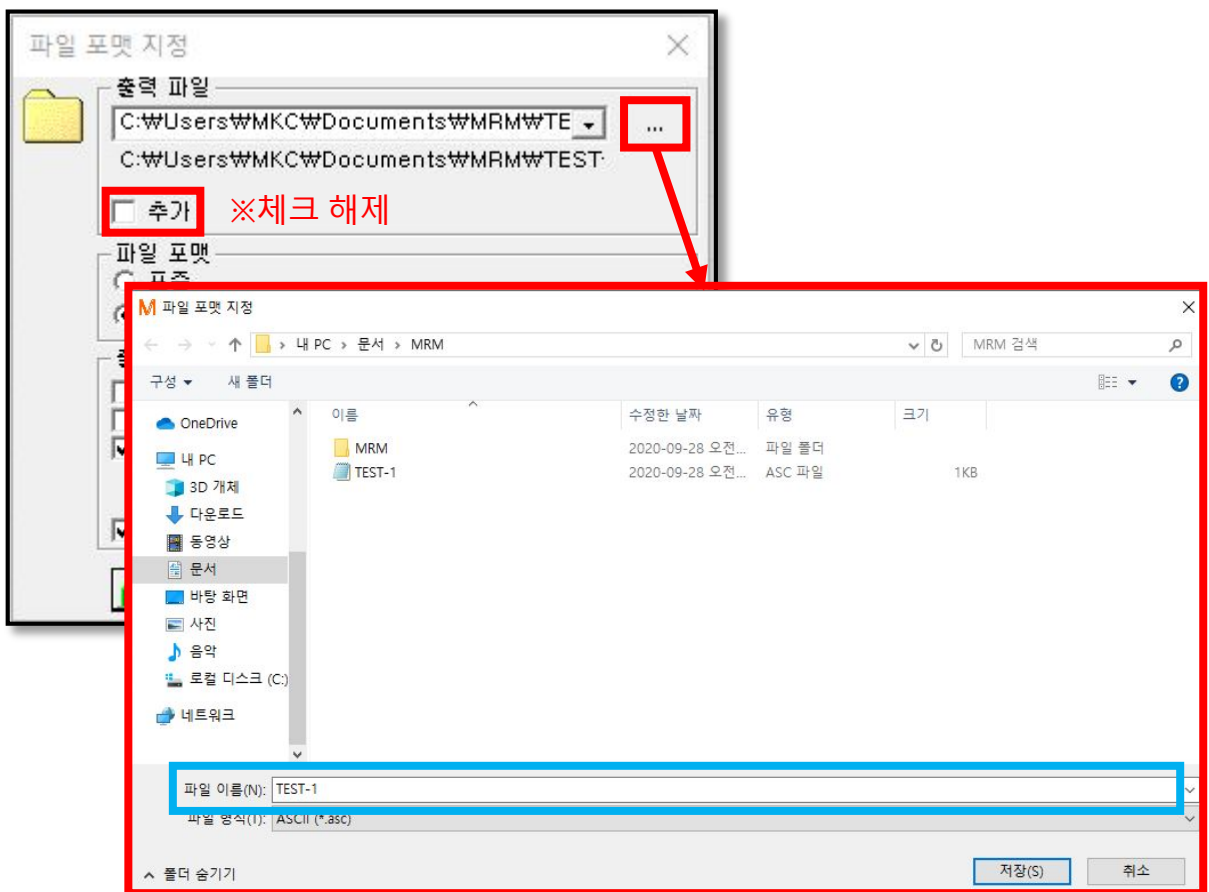 파일 포맷 지정
출력 파일
C:₩Users₩MKC₩Documents₩MRM₩TE
...
C:₩Users₩MKC₩Documents₩MRM₩TEST-
추가 ※체크 해제
파일 포맷
표준
파일 포맷 지정
내 PC › 문서 › MRM
MRM 검색
구성 새 폴더
이름 수정한 날짜 유형 크기
OneDrive
MRM 2020-09-28 오전... 파일 폴더
내 PC
TEST-1 2020-09-28 오전... ASC 파일 1KB
3D 개체
다운로드
동영상
문서
바탕 화면
사진
음악
로컬 디스크 (C:)
네트워크
파일 이름(N): TEST-1
파일 형식(T): ASCII (*.asc)
폴더 숨기기
저장(S) 취소